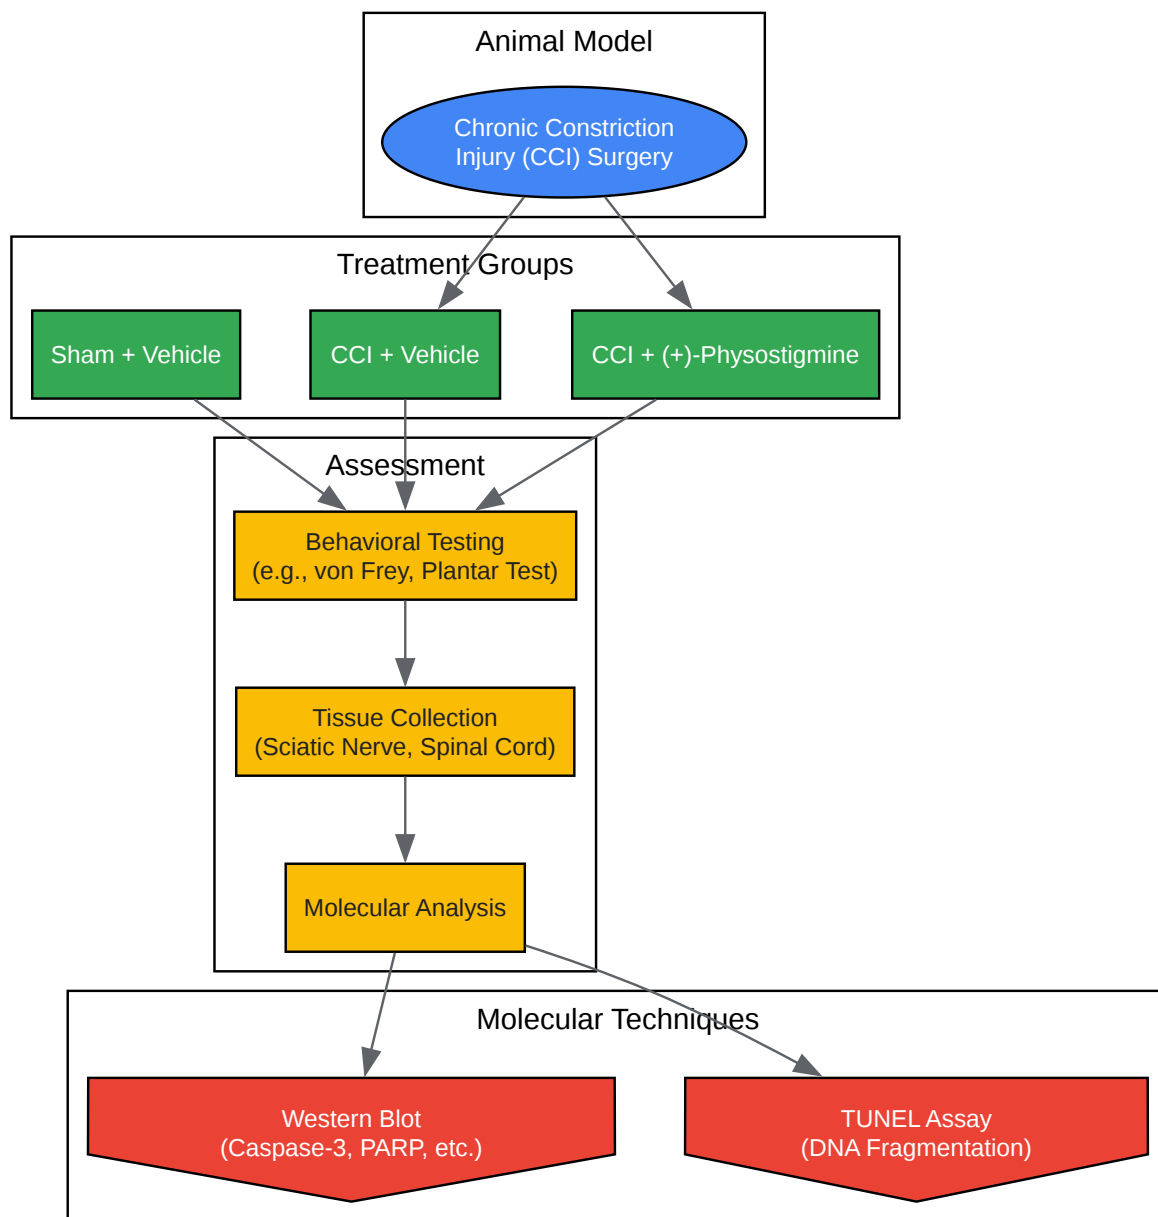 Animal Model
Chronic Constriction
Injury (CCI) Surgery
Treatment Groups
Sham + Vehicle
CCI + Vehicle
CCI + (+)-Physostigmine
Assessment
Behavioral Testing
(e.g., von Frey, Plantar Test)
Tissue Collection
(Sciatic Nerve, Spinal Cord)
Molecular Analysis
Molecular Techniques
Western Blot
(Caspase-3, PARP, etc.)
TUNEL Assay
(DNA Fragmentation)